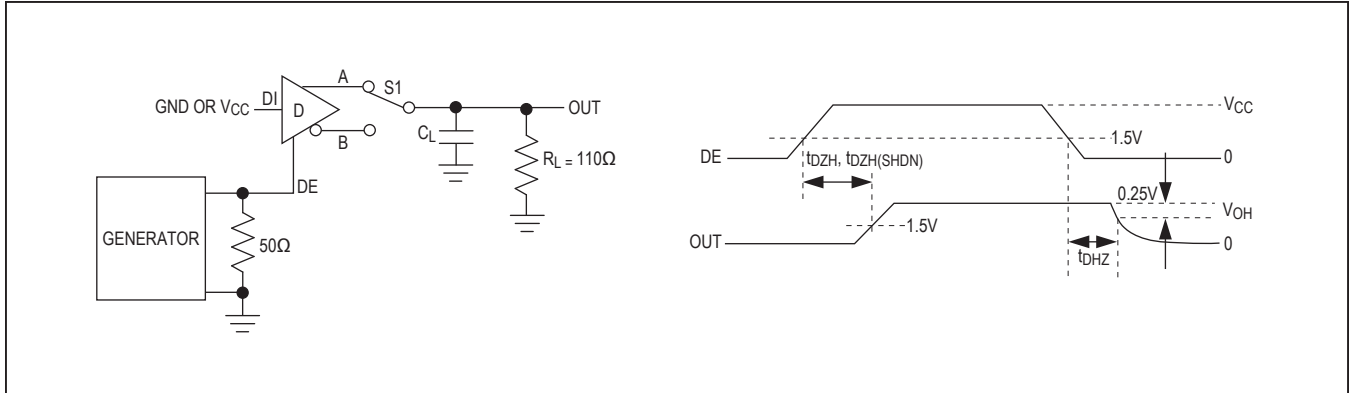 A
S1
GND OR VCC
DI
D
OUT
B
CL
RL = 110Ω
DE
GENERATOR
50Ω
VCC
1.5V
DE
tDZH, tDZH(SHDN)
0
0.25V
VOH
1.5V
OUT
0
tDHZ